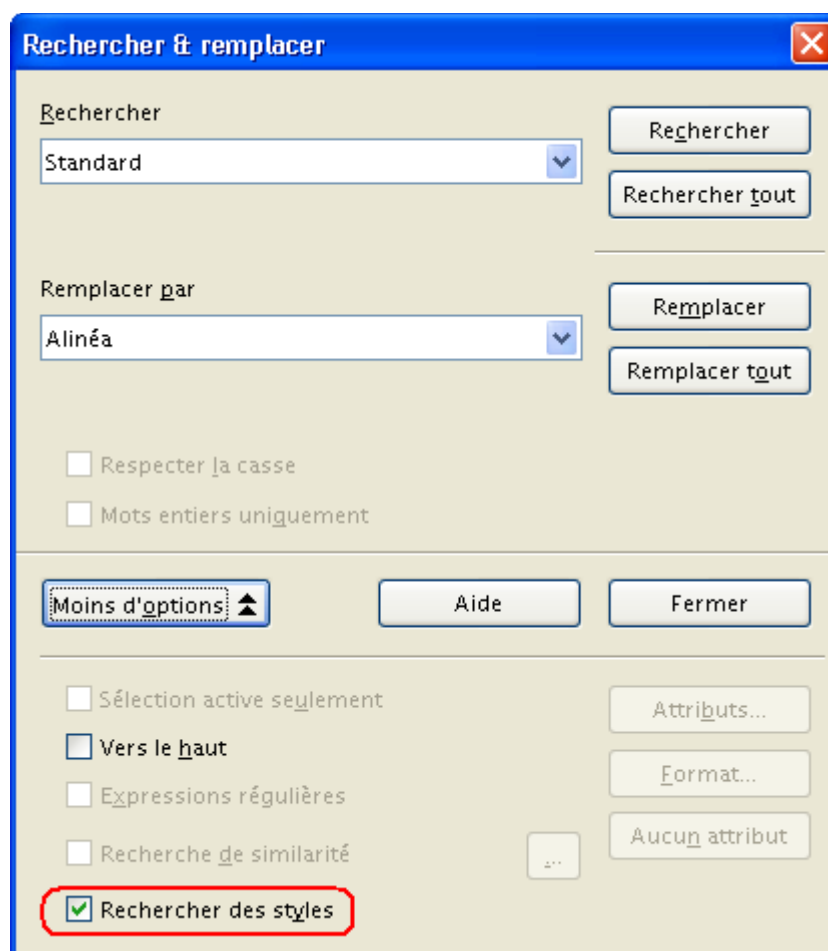 Rechercher & remplacer
Rechercher
Standard
Rechercher
Rechercher tout
Remplacer par
Alinéa
Remplacer
Remplacer tout
Respecter la casse
Mots entiers uniquement
Moins d'options
Aide
Fermer
Sélection active seulement
Vers le haut
Expressions régulières
Recherche de similarité
...
Rechercher des styles
Attributs...
Format...
Aucun attribut